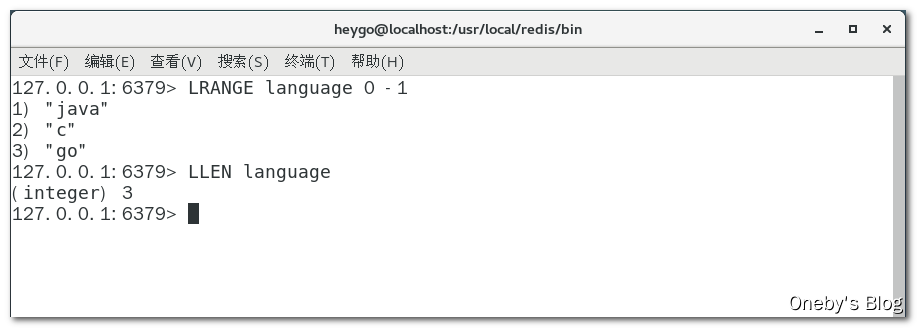 heygo@localhost:/usr/local/redis/bin
文件(F) 编辑(E) 查看(V) 搜索(S) 终端(T) 帮助(H)
127.0.0.1:6379> LRANGE language 0 -1
1) "java"
2) "c"
3) "go"
127.0.0.1:6379> LLEN language
(integer) 3
127.0.0.1:6379>
Oneby's Blog